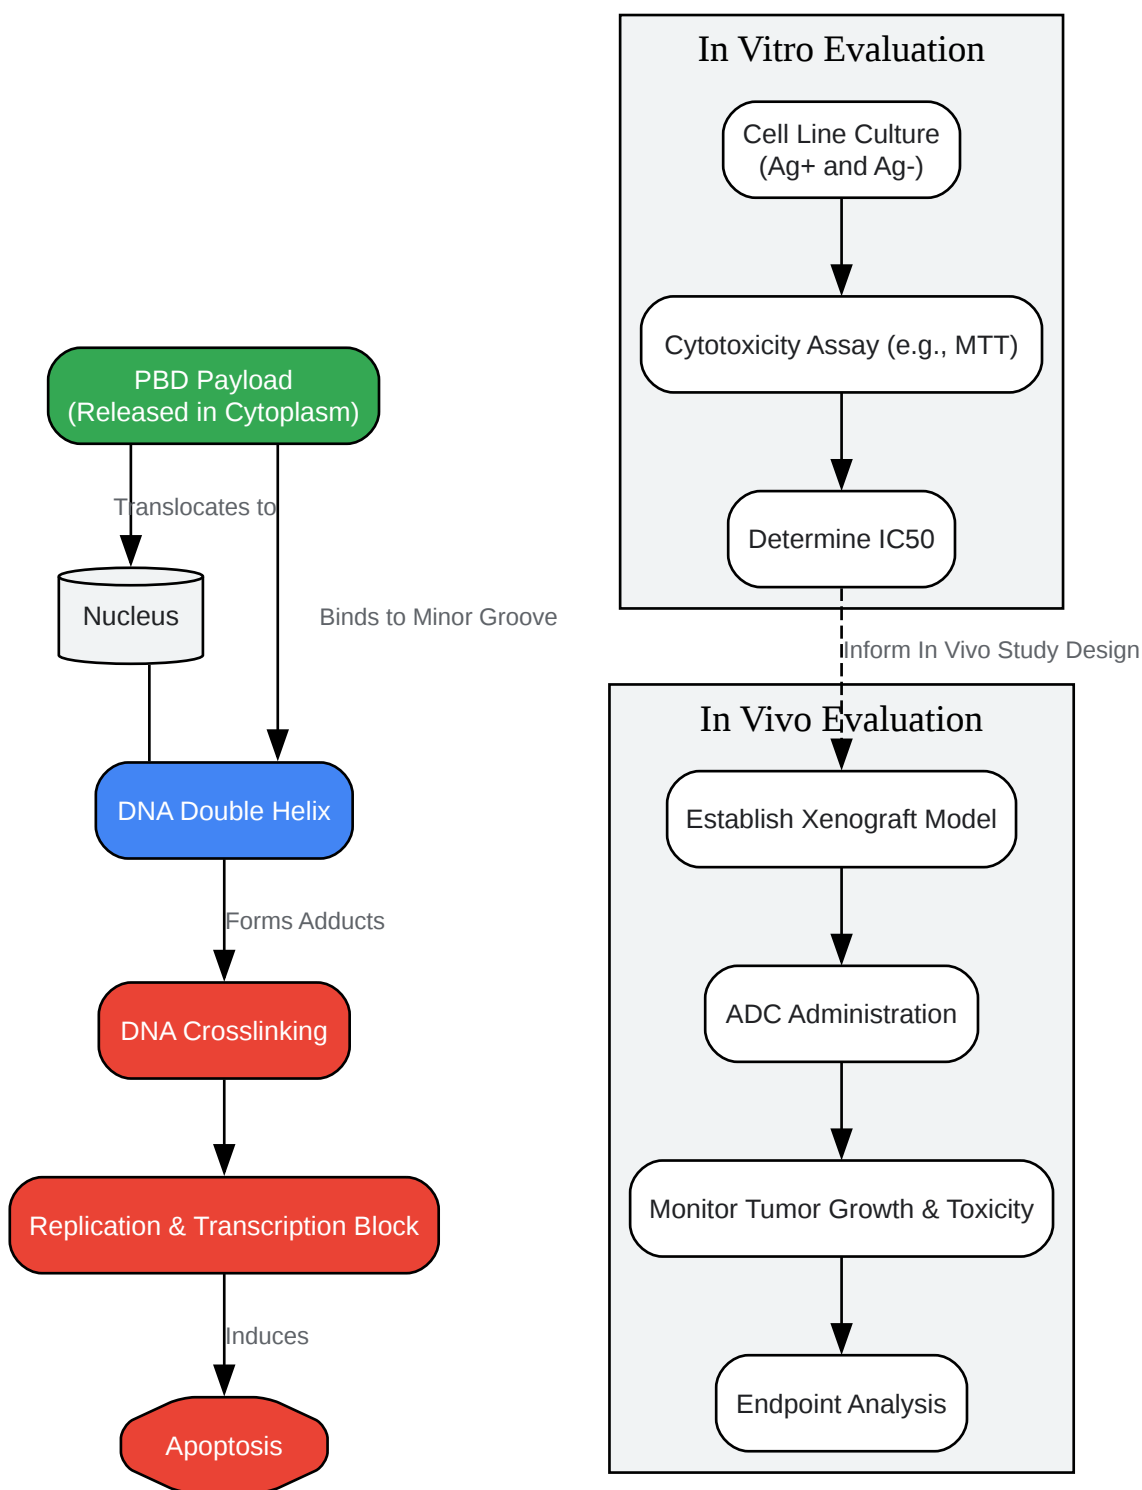 PBD Payload
(Released in Cytoplasm)
Translocates to
Nucleus
Binds to Minor Groove
DNA Double Helix
Forms Adducts
DNA Crosslinking
Replication & Transcription Block
Induces
Apoptosis
In Vitro Evaluation
Cell Line Culture
(Ag+ and Ag-)
Cytotoxicity Assay (e.g., MTT)
Determine IC50
Inform In Vivo Study Design
In Vivo Evaluation
Establish Xenograft Model
ADC Administration
Monitor Tumor Growth & Toxicity
Endpoint Analysis